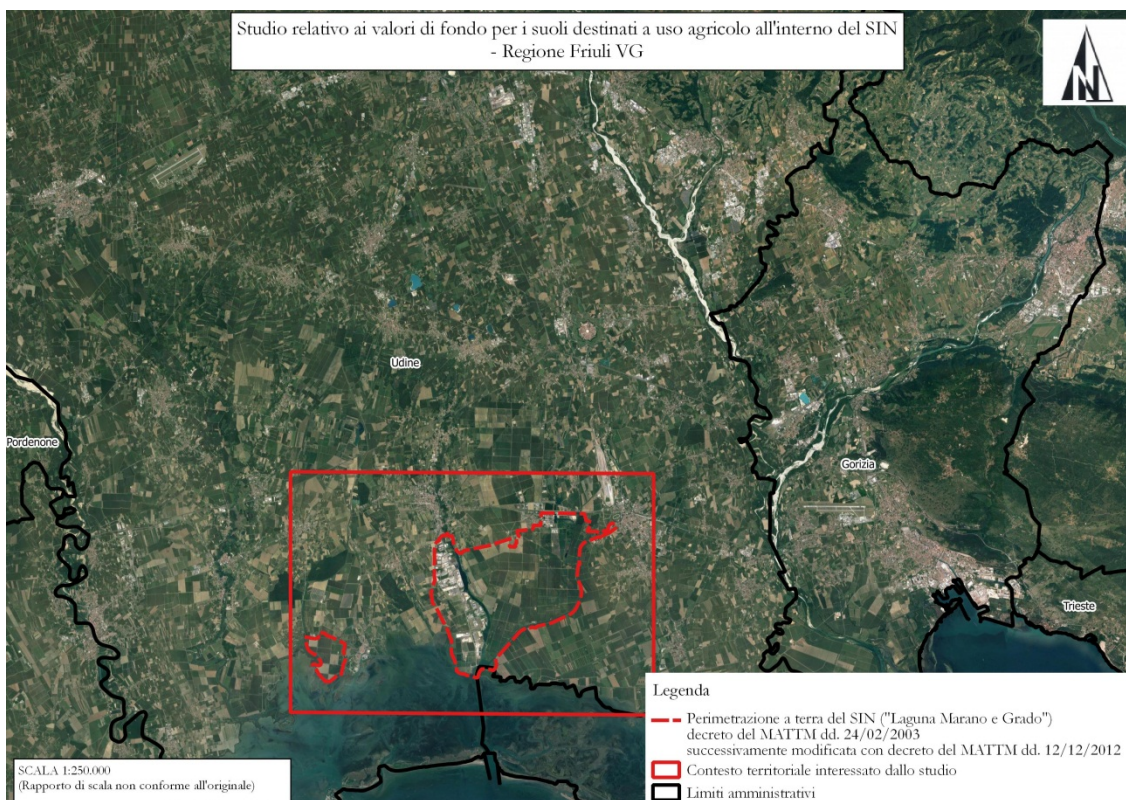 Studio relativo ai valori di fondo per i suoli destinati a uso agricolo all'interno del SIN
- Regione Friuli VG
N
Udine
Pordenone
Gorizia
Trieste
Legenda
Perimetrazione a terra del SIN ("Laguna Marano e Grado")
decreto del MATTM dd. 24/02/2003
successivamente modificata con decreto del MATTM dd. 12/12/2012
Contesto territoriale interessato dallo studio
Limiti amministrativi
SCALA 1:250.000
(Rapporto di scala non conforme all'originale)